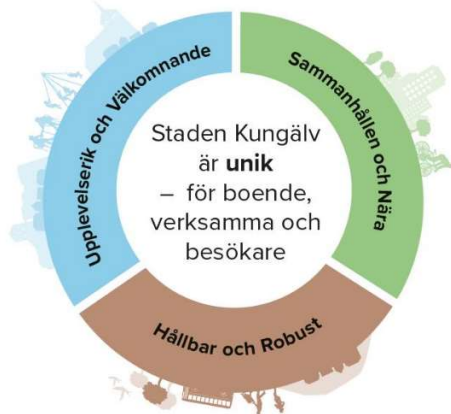 Upplevelserik och Välkomnande
Sammanhållen och Nära
Staden Kungälv
är unik
– för boende,
verksamma och
besökare
Hållbar och Robust